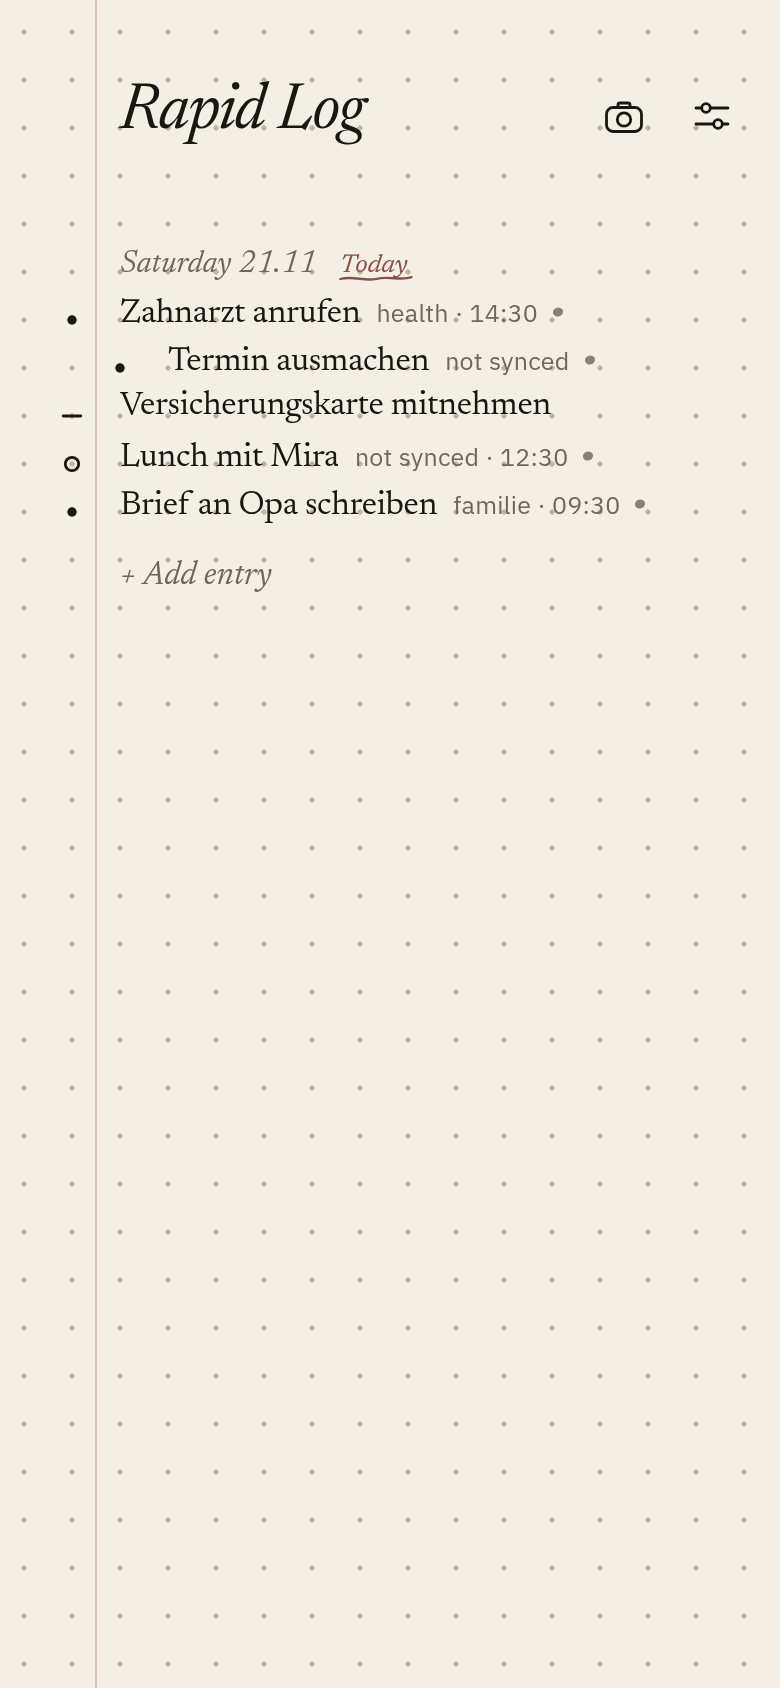 Rapid Log
Saturday 21.11 Today
Zahnarzt anrufen health · 14:30
Termin ausmachen not synced
Versicherungskarte mitnehmen
Lunch mit Mira not synced · 12:30
Brief an Opa schreiben familie · 09:30
+ Add entry